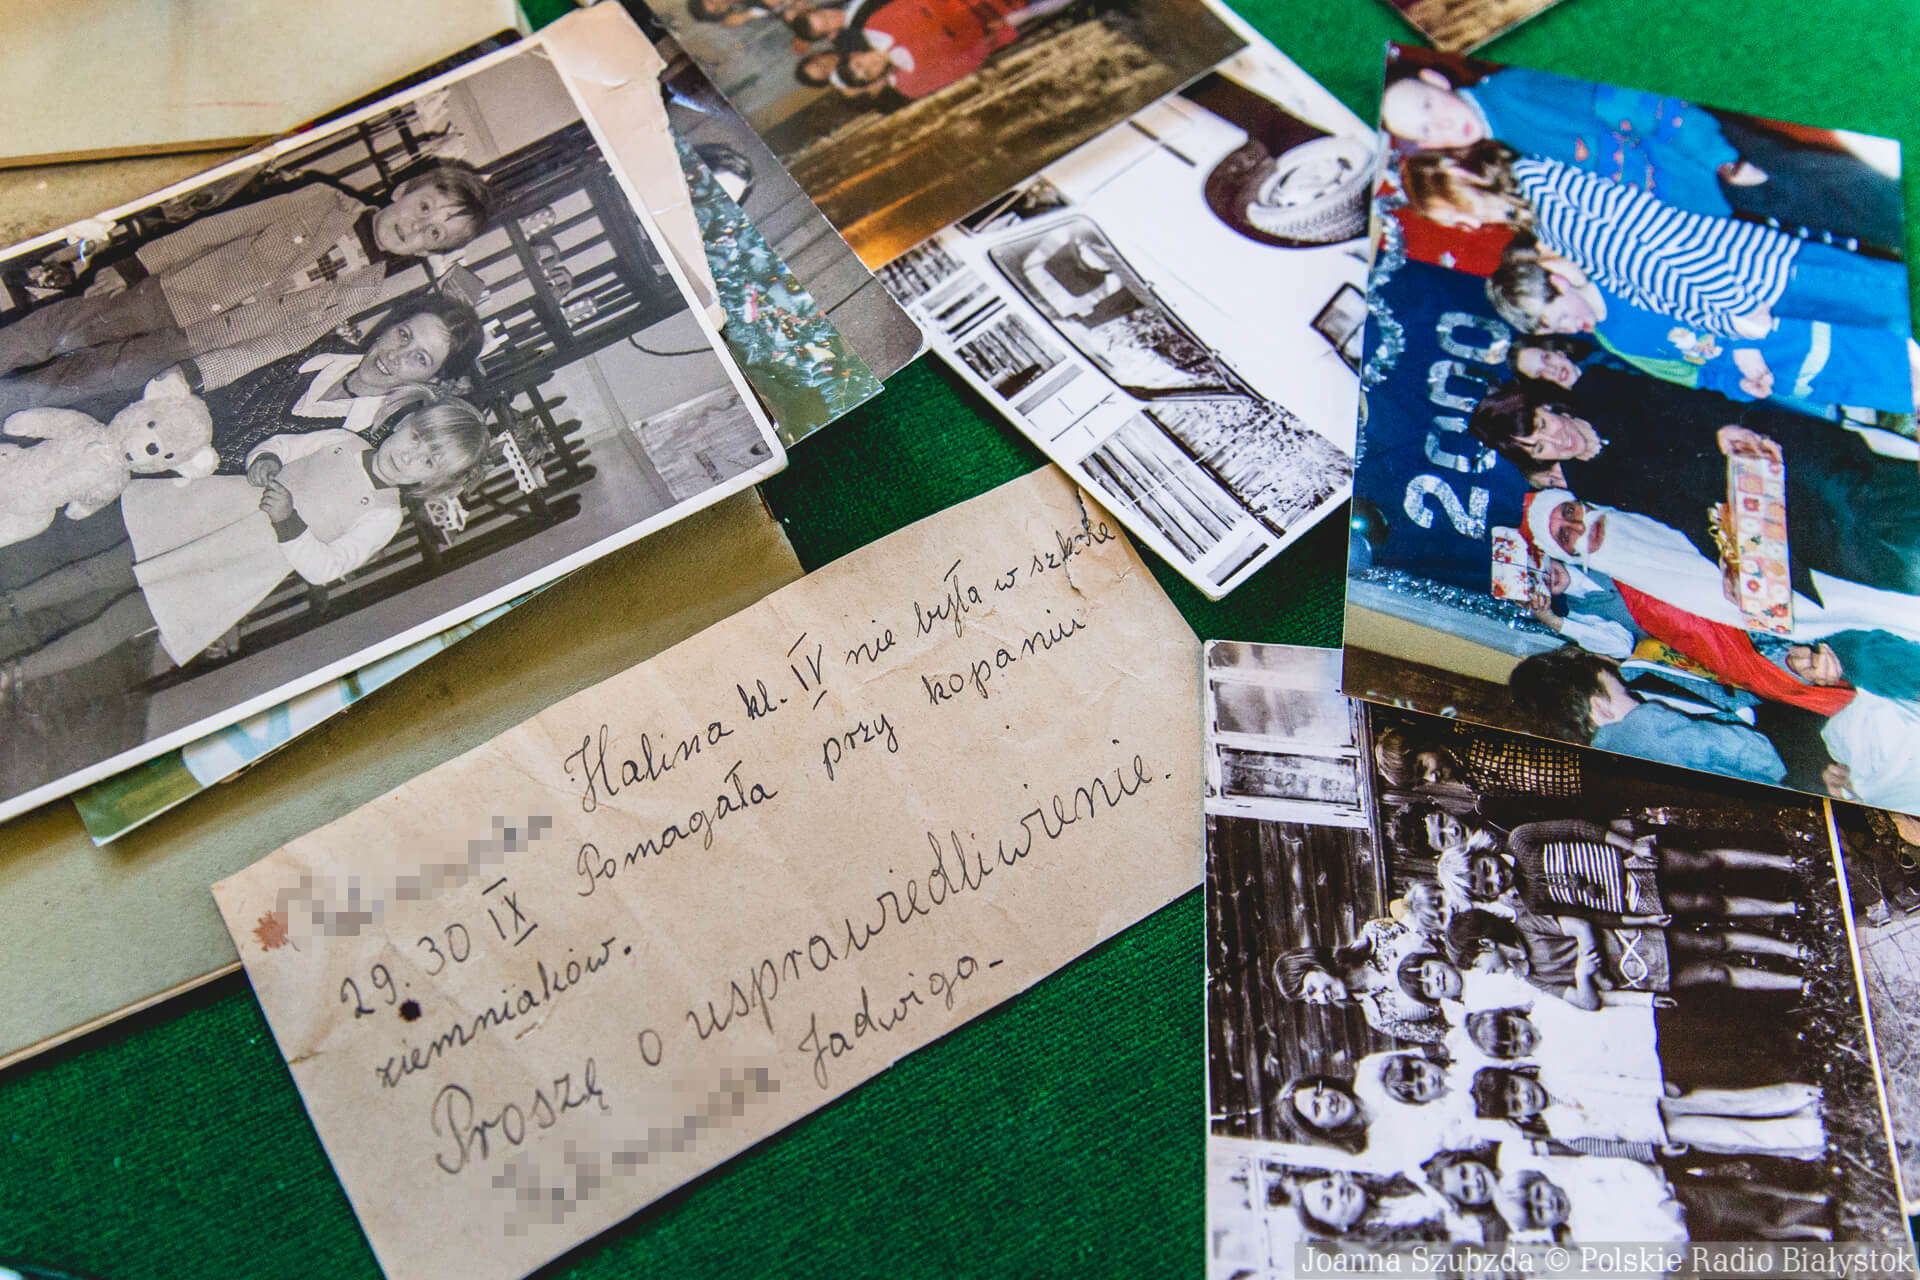 Halina kl. IV nie była w szkole
29. 30 IX Pomagała przy kopaniu
ziemniaków.
Proszę o usprawiedliwienie.
Jadwiga.
2000
Joanna Szubzda © Polskie Radio Białystok